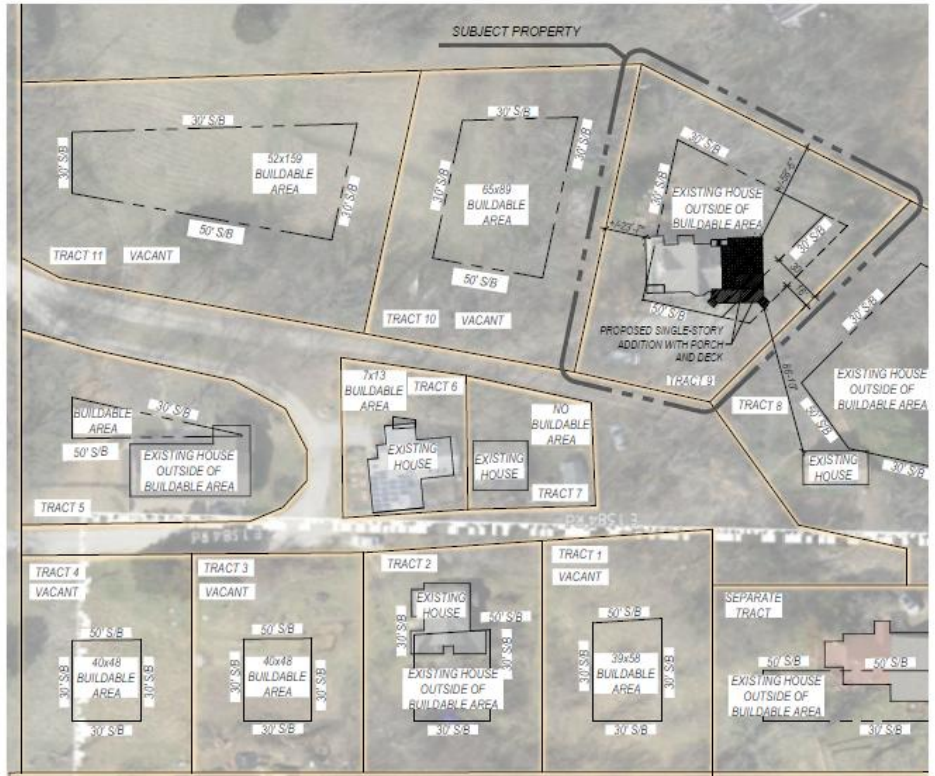 SUBJECT PROPERTY
30' S/B
30' S/B
52x159
BUILDABLE
AREA
30' S/B
50' S/B
TRACT 11 VACANT
30' S/B
30' S/B
30' S/B
65x89
BUILDABLE
AREA
50' S/B
TRACT 10 VACANT
30' S/B
30' S/B
EXISTING HOUSE
OUTSIDE OF
BUILDABLE AREA
30' S/B
50' S/B
PROPOSED SINGLE-STORY
ADDITION WITH PORCH
AND DECK
TRACT 9
66'-10"
TRACT 8
30' S/B
EXISTING HOUSE
OUTSIDE OF
BUILDABLE AREA
50' S/B
30' S/B
EXISTING
HOUSE
BUILDABLE
AREA
30' S/B
50' S/B
EXISTING HOUSE
OUTSIDE OF
BUILDABLE AREA
TRACT 5
7x13
BUILDABLE
AREA
TRACT 6
EXISTING
HOUSE
NO
BUILDABLE
AREA
EXISTING
HOUSE
TRACT 7
TRACT 4
VACANT
50' S/B
30' S/B
40x48
BUILDABLE
AREA
30' S/B
30' S/B
TRACT 3
VACANT
50' S/B
30' S/B
40x48
BUILDABLE
AREA
30' S/B
30' S/B
TRACT 2
EXISTING
HOUSE
50' S/B
30' S/B
30' S/B
EXISTING HOUSE
OUTSIDE OF
BUILDABLE AREA
30' S/B
TRACT 1
VACANT
50' S/B
30' S/B
39x58
BUILDABLE
AREA
30' S/B
30' S/B
SEPARATE
TRACT
50' S/B
50' S/B
EXISTING HOUSE
OUTSIDE OF
BUILDABLE AREA
30' S/B